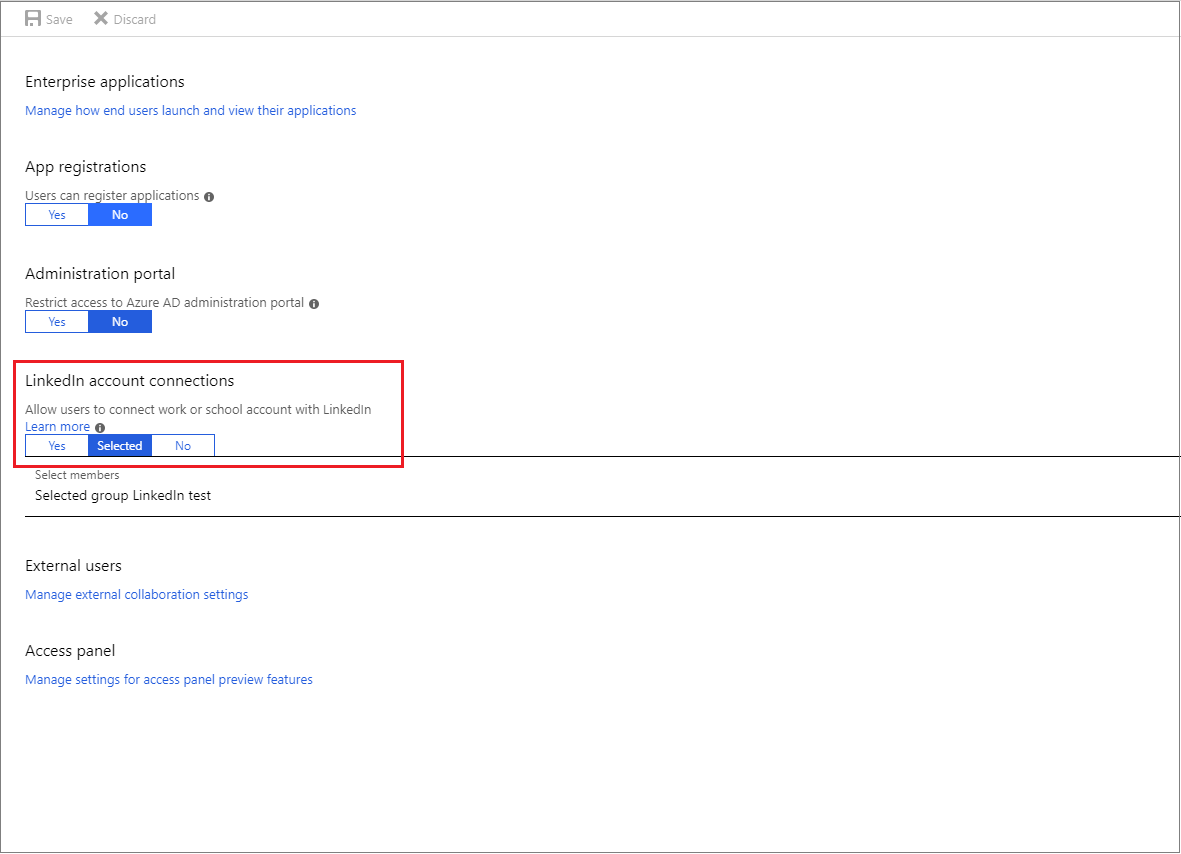 Save Discard
Enterprise applications
Manage how end users launch and view their applications
App registrations
Users can register applications
Yes No
Administration portal
Restrict access to Azure AD administration portal
Yes No
LinkedIn account connections
Allow users to connect work or school account with LinkedIn
Learn more
Yes Selected No
Select members
Selected group LinkedIn test
External users
Manage external collaboration settings
Access panel
Manage settings for access panel preview features